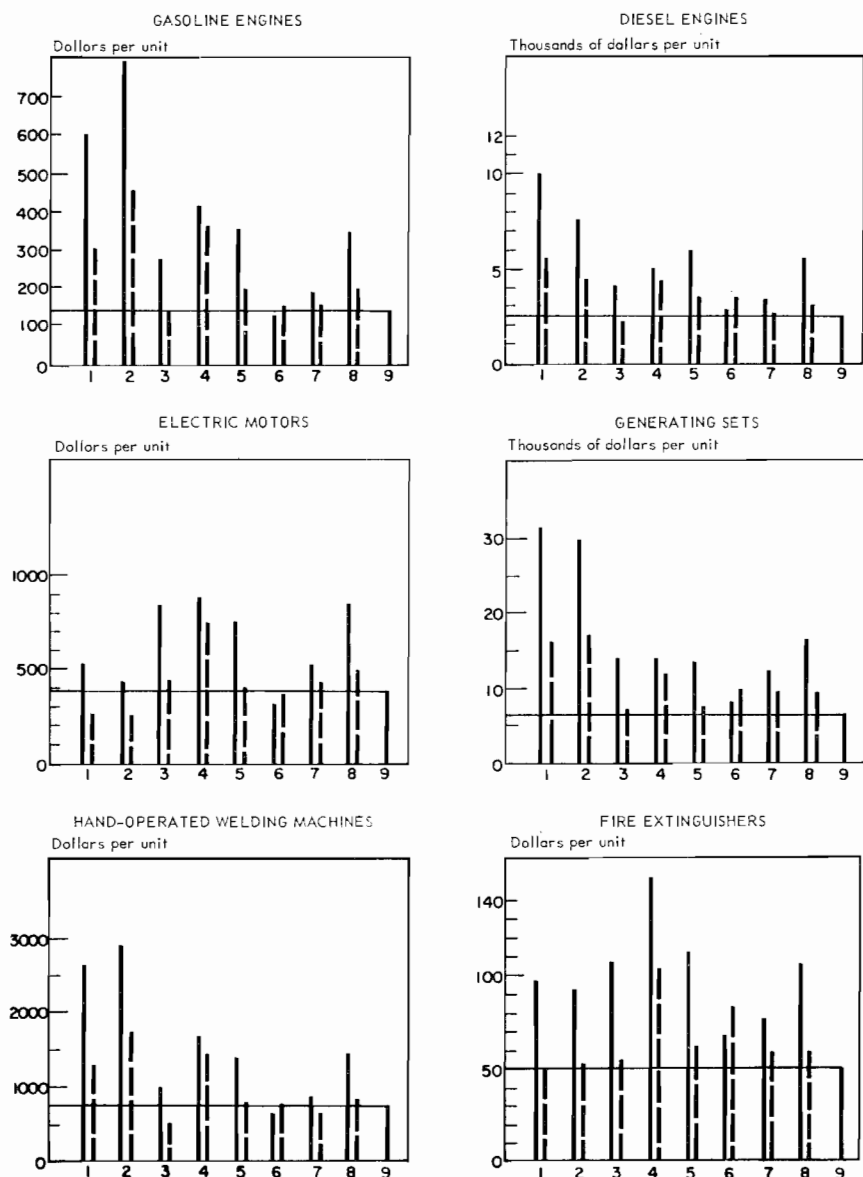 GASOLINE ENGINES
Dollars per unit
700
600
500
400
300
200
100
0
1 2 3 4 5 6 7 8 9
DIESEL ENGINES
Thousands of dollars per unit
12
10
5
0
1 2 3 4 5 6 7 8 9
ELECTRIC MOTORS
Dollars per unit
1000
500
0
1 2 3 4 5 6 7 8 9
GENERATING SETS
Thousands of dollars per unit
30
20
10
0
1 2 3 4 5 6 7 8 9
HAND-OPERATED WELDING MACHINES
Dollars per unit
3000
2000
1000
0
1 2 3 4 5 6 7 8 9
FIRE EXTINGUISHERS
Dollars per unit
140
100
50
0
1 2 3 4 5 6 7 8 9